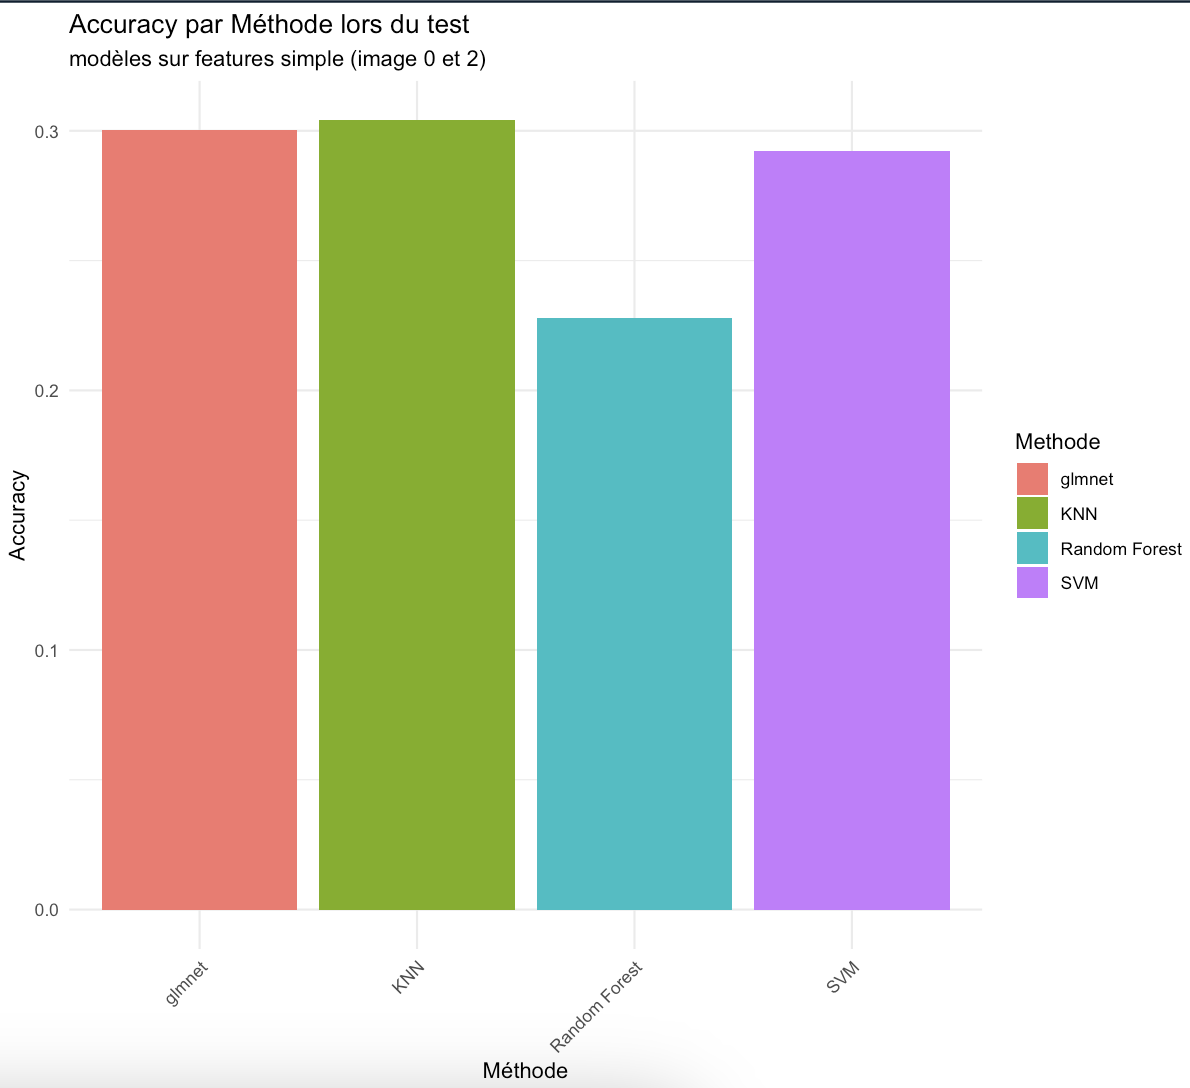 Accuracy par Méthode lors du test
modèles sur features simple (image 0 et 2)
0.3
0.2
0.1
0.0
Accuracy
glmnet
KNN
Random Forest
SVM
Méthode
Methode
glmnet
KNN
Random Forest
SVM